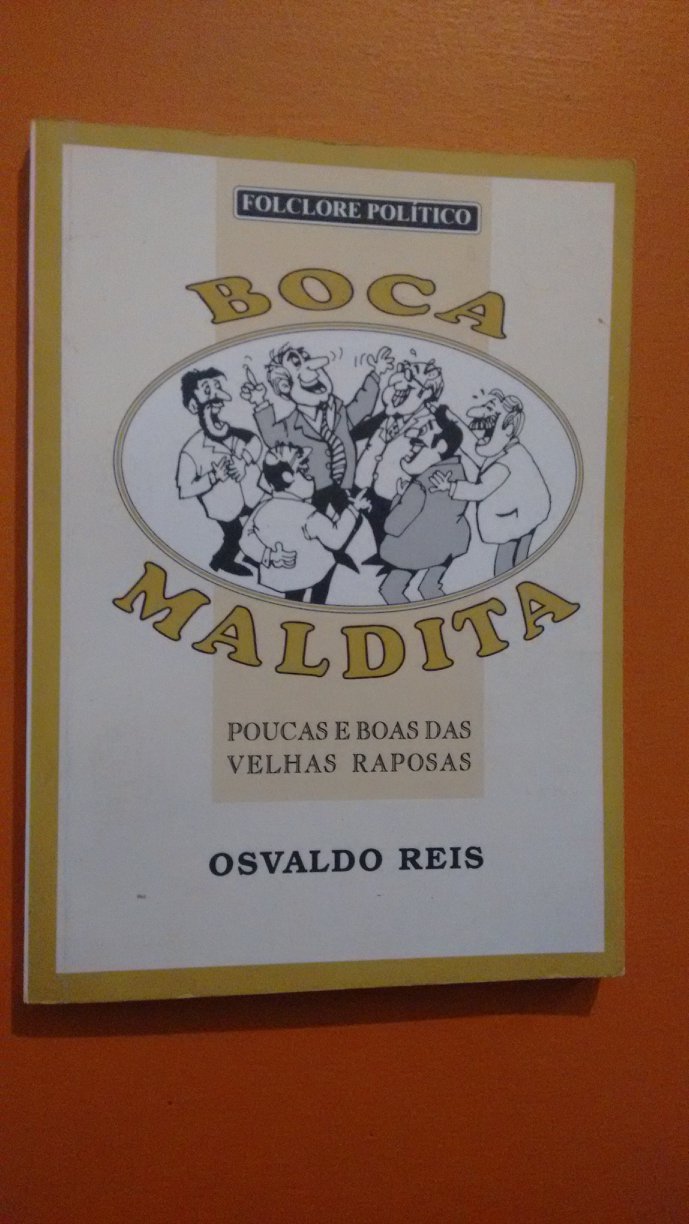 FOLCLORE POLÍTICO
BOCA
MALDITA
POUCAS E BOAS DAS
VELHAS RAPOSAS
OSVALDO REIS